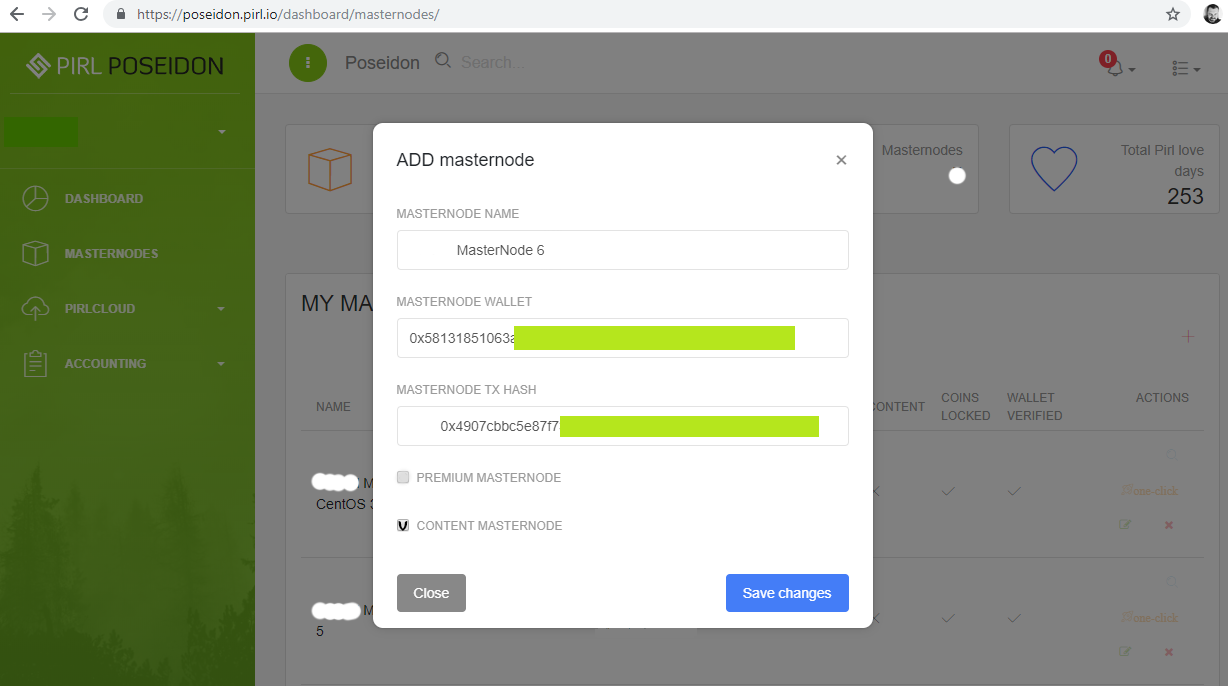 https://poseidon.pirl.io/dashboard/masternodes/
PIRL POSEIDON
Poseidon
Search...
0
DASHBOARD
MASTERNODES
PIRLCLOUD
ACCOUNTING
Masternodes
Total Pirl love
days
253
MY MA
NAME
CONTENT
COINS
LOCKED
WALLET
VERIFIED
ACTIONS
M
CentOS 3
one-click
M
5
one-click
ADD masternode
×
MASTERNODE NAME
MasterNode 6
MASTERNODE WALLET
0x58131851063a
MASTERNODE TX HASH
0x4907cbbc5e87f7
PREMIUM MASTERNODE
CONTENT MASTERNODE
Close
Save changes